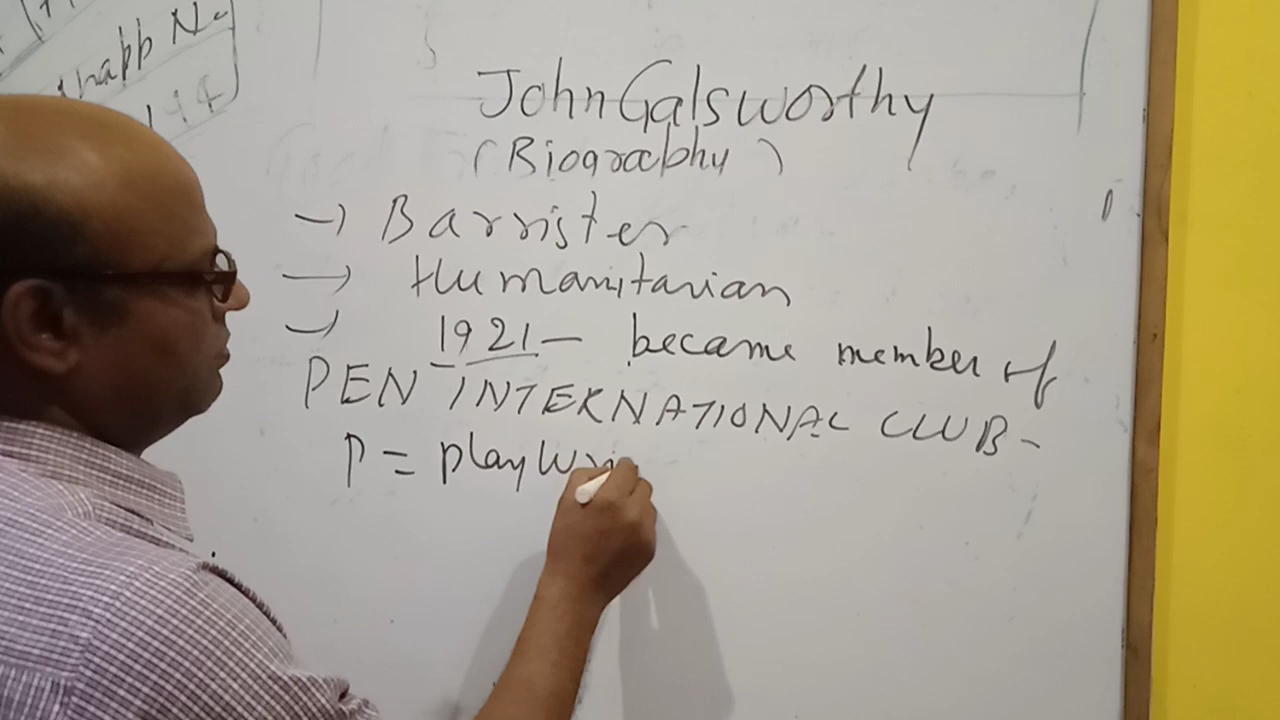 John Galsworthy
(Biography)
→ Barrister
→ Humanitarian
→ 1921 - became member of
PEN INTERNATIONAL CLUB -
P = playwri